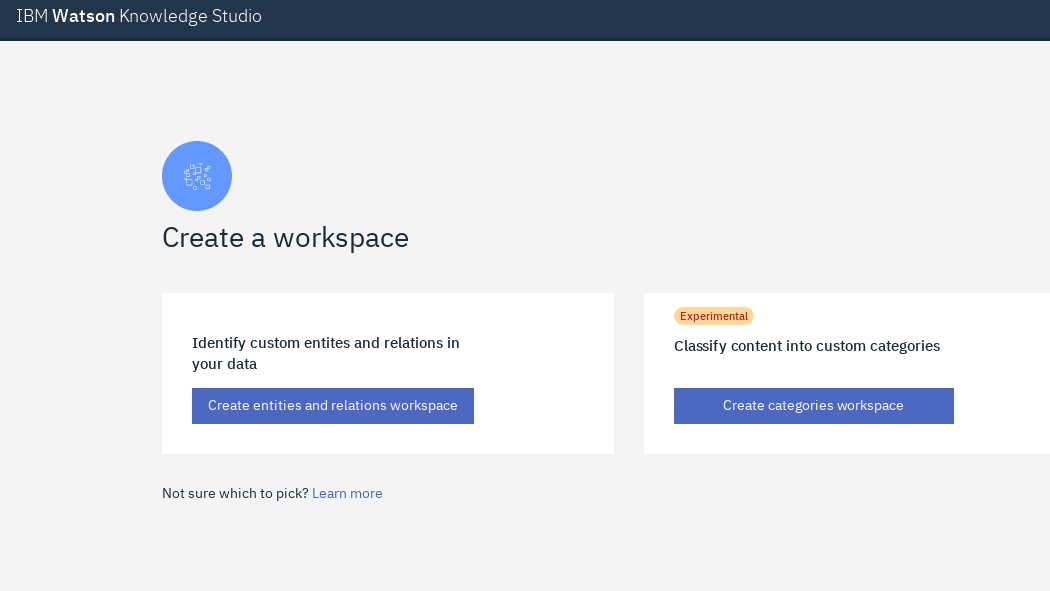 IBM Watson Knowledge Studio
Create a workspace
Identify custom entites and relations in
your data
Create entities and relations workspace
Experimental
Classify content into custom categories
Create categories workspace
Not sure which to pick? Learn more